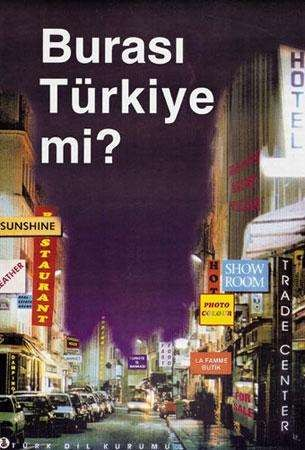 Burası
Türkiye
mi?
HOTEL
SUNSHINE
RESTAURANT
LEATHER
HOT
SHOW
ROOM
PHOTO
COLOUR
TRADE CENTER
LA FAMME
BUTİK
FOR
SALE
TÜRK DİL KURUMU